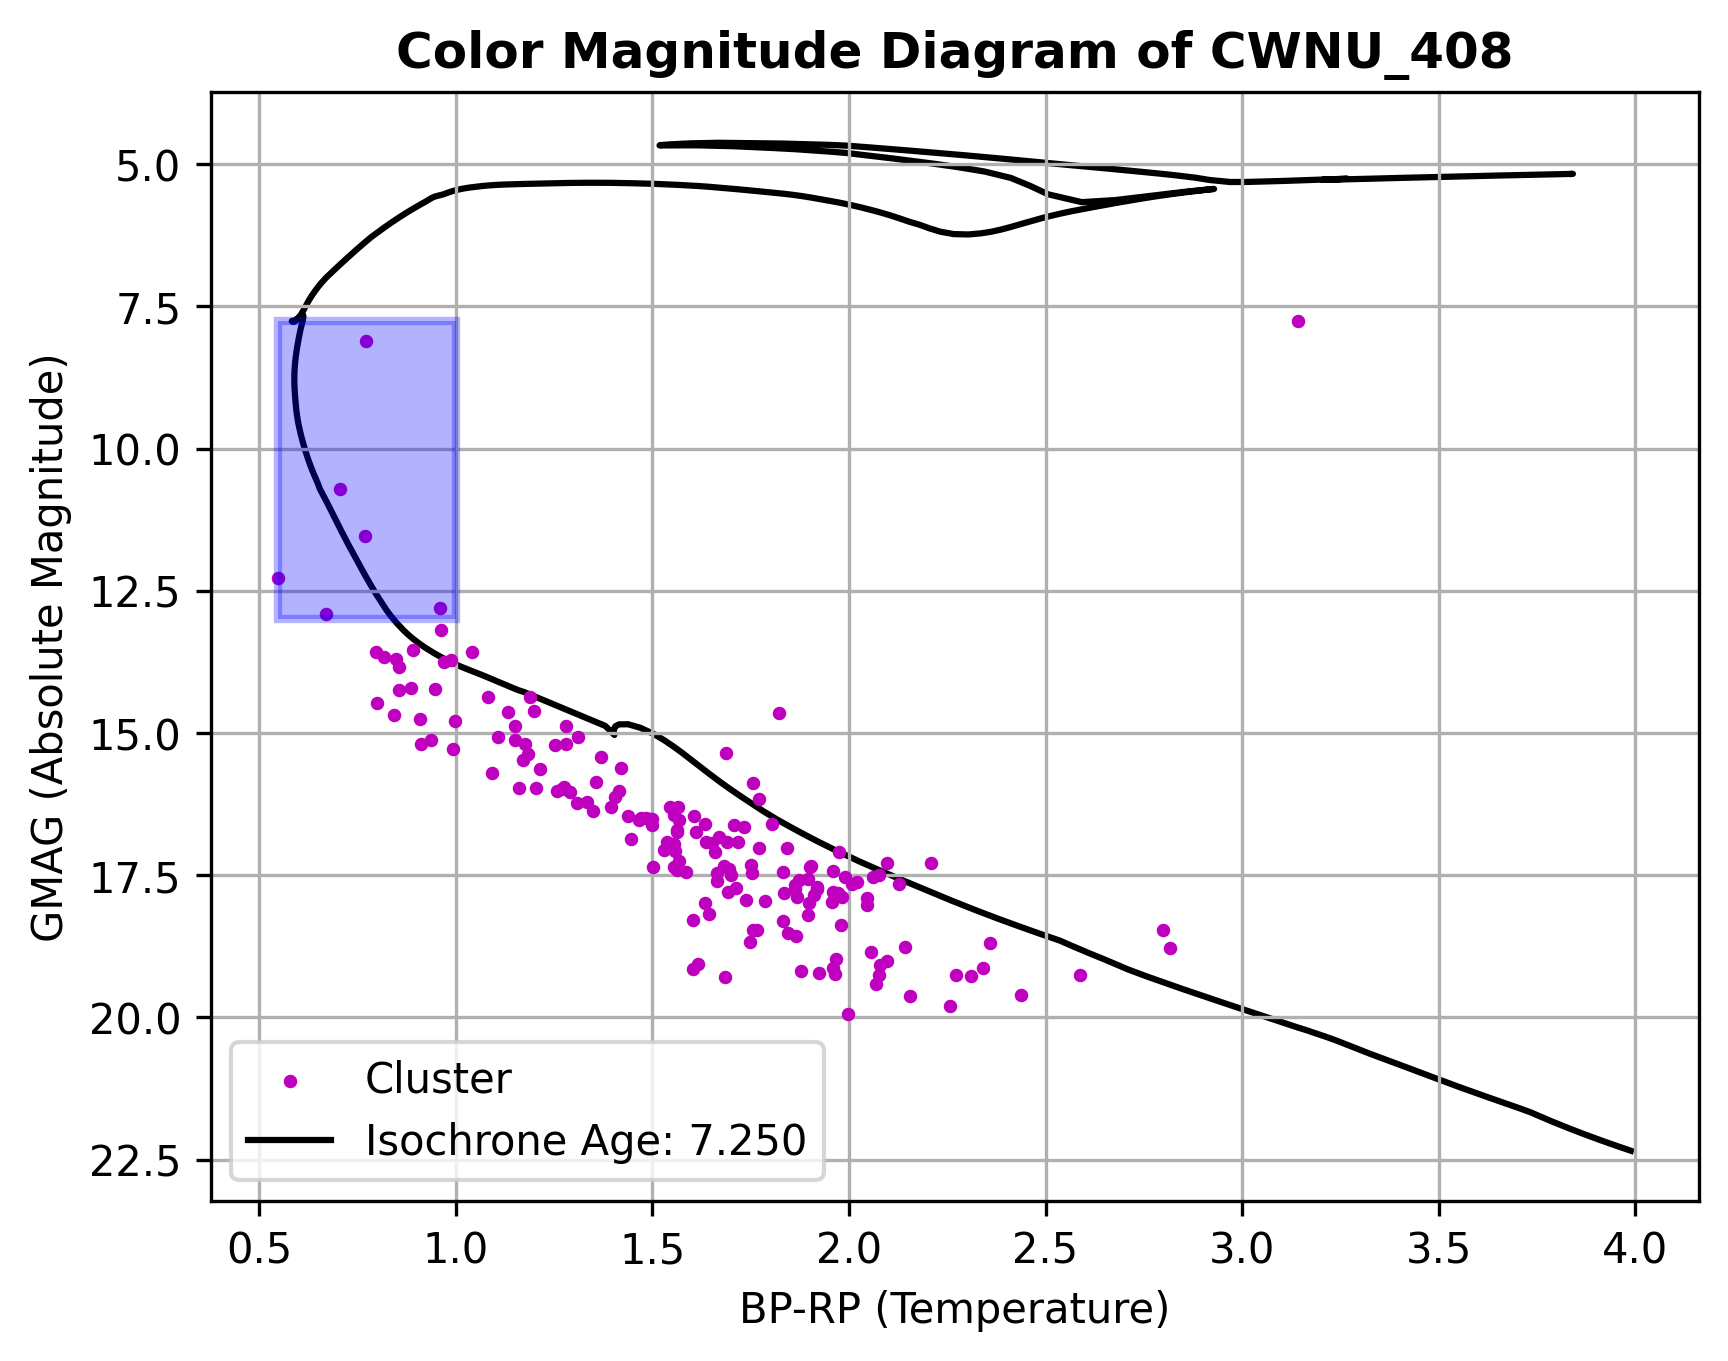 Color Magnitude Diagram of CWNU_408
GMAG (Absolute Magnitude)
5.0
7.5
10.0
12.5
15.0
17.5
20.0
22.5
Cluster
Isochrone Age: 7.250
0.5 1.0 1.5 2.0 2.5 3.0 3.5 4.0
BP-RP (Temperature)